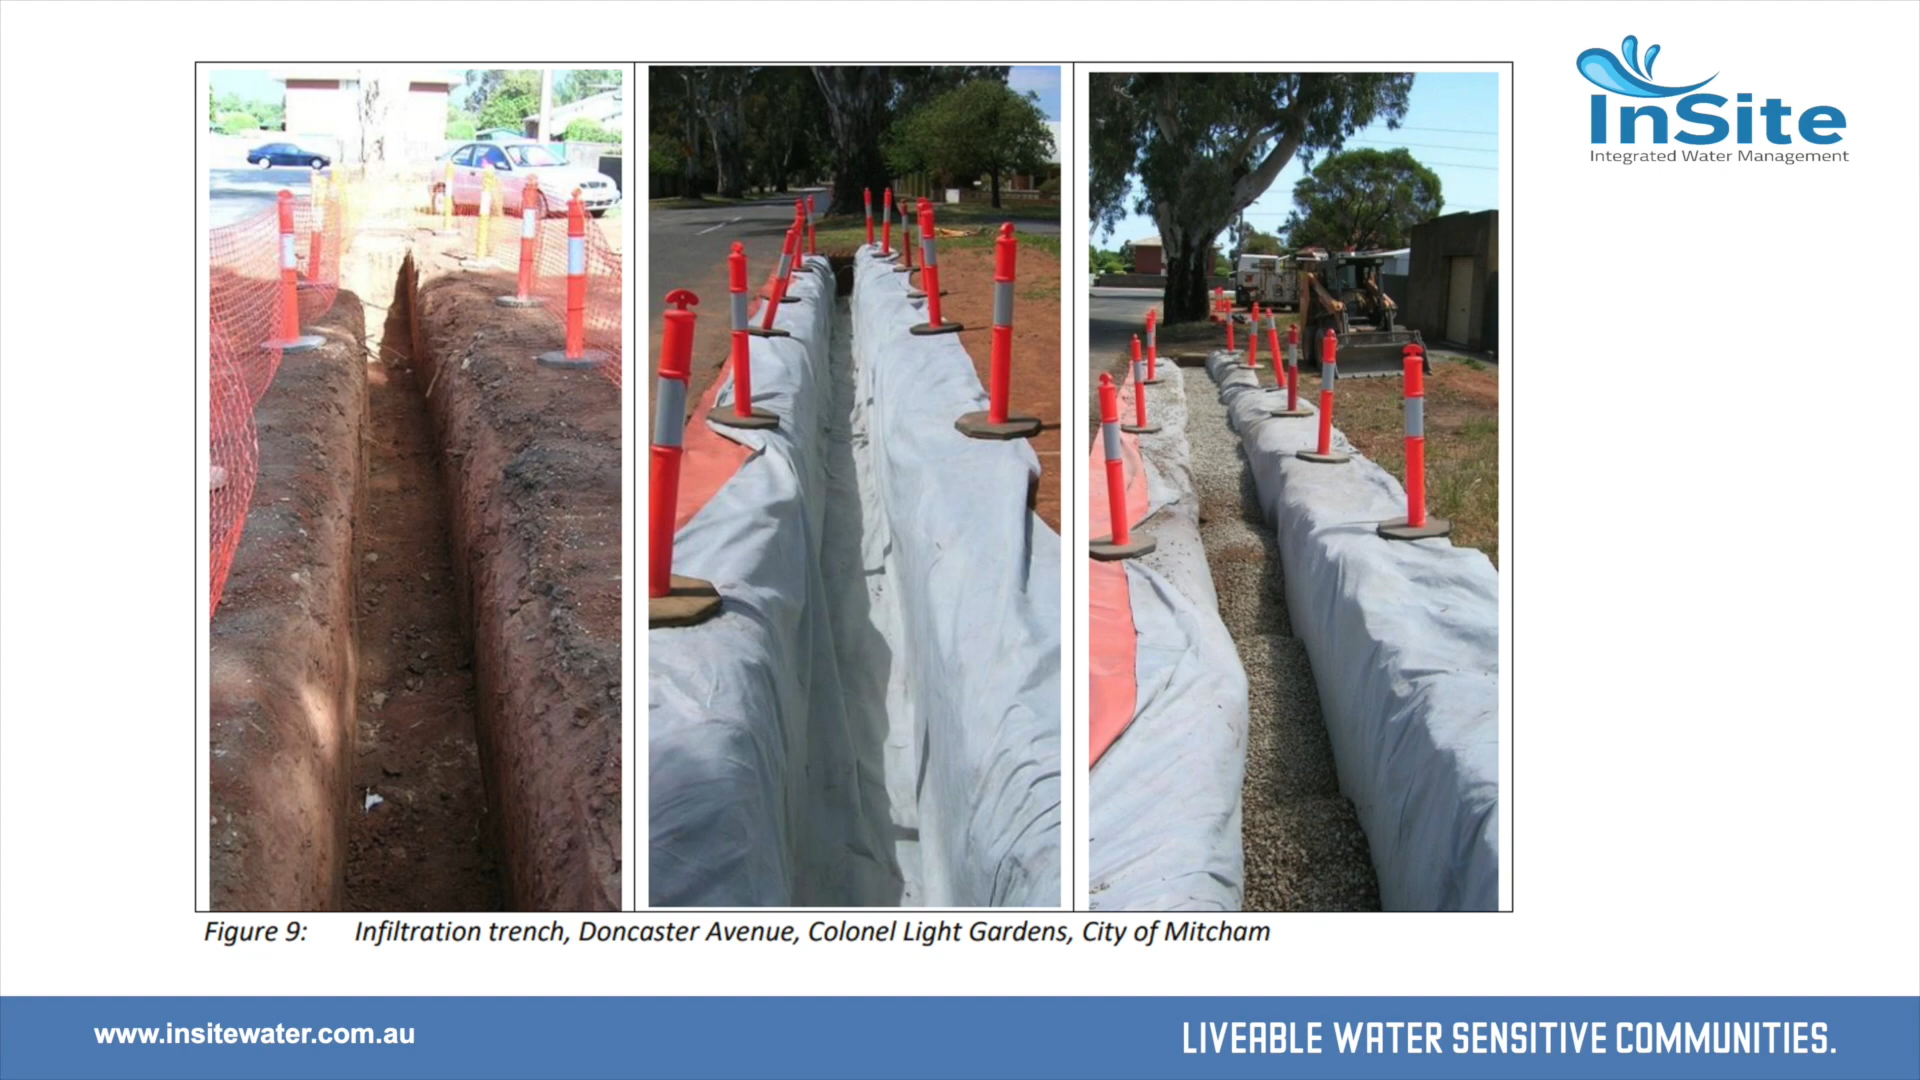 InSite
Integrated Water Management
Figure 9: Infiltration trench, Doncaster Avenue, Colonel Light Gardens, City of Mitcham
www.insitewater.com.au
LIVEABLE WATER SENSITIVE COMMUNITIES.